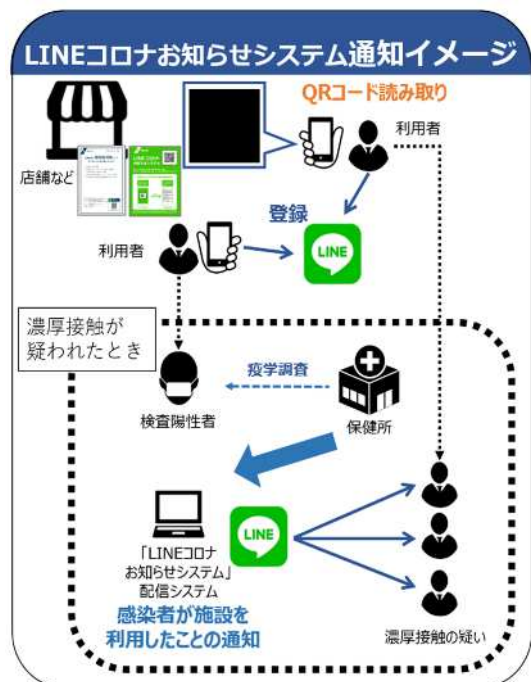 LINEコロナお知らせシステム通知イメージ
QRコード読み取り
利用者
店舗など
登録
利用者
LINE
濃厚接触が
疑われたとき
疫学調査
検査陽性者
保健所
「LINEコロナ
お知らせシステム」
配信システム
LINE
感染者が施設を
利用したことの通知
濃厚接触の疑い